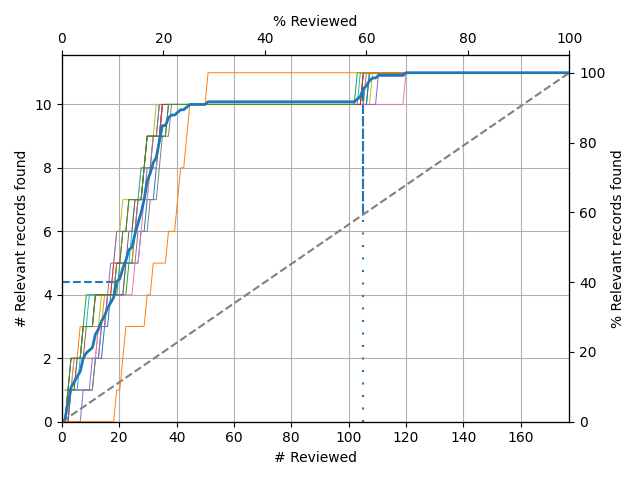 % Reviewed
0 20 40 60 80 100
10 8 6 4 2 0
# Relevant records found
100 80 60 40 20 0
% Relevant records found
0 20 40 60 80 100 120 140 160
# Reviewed